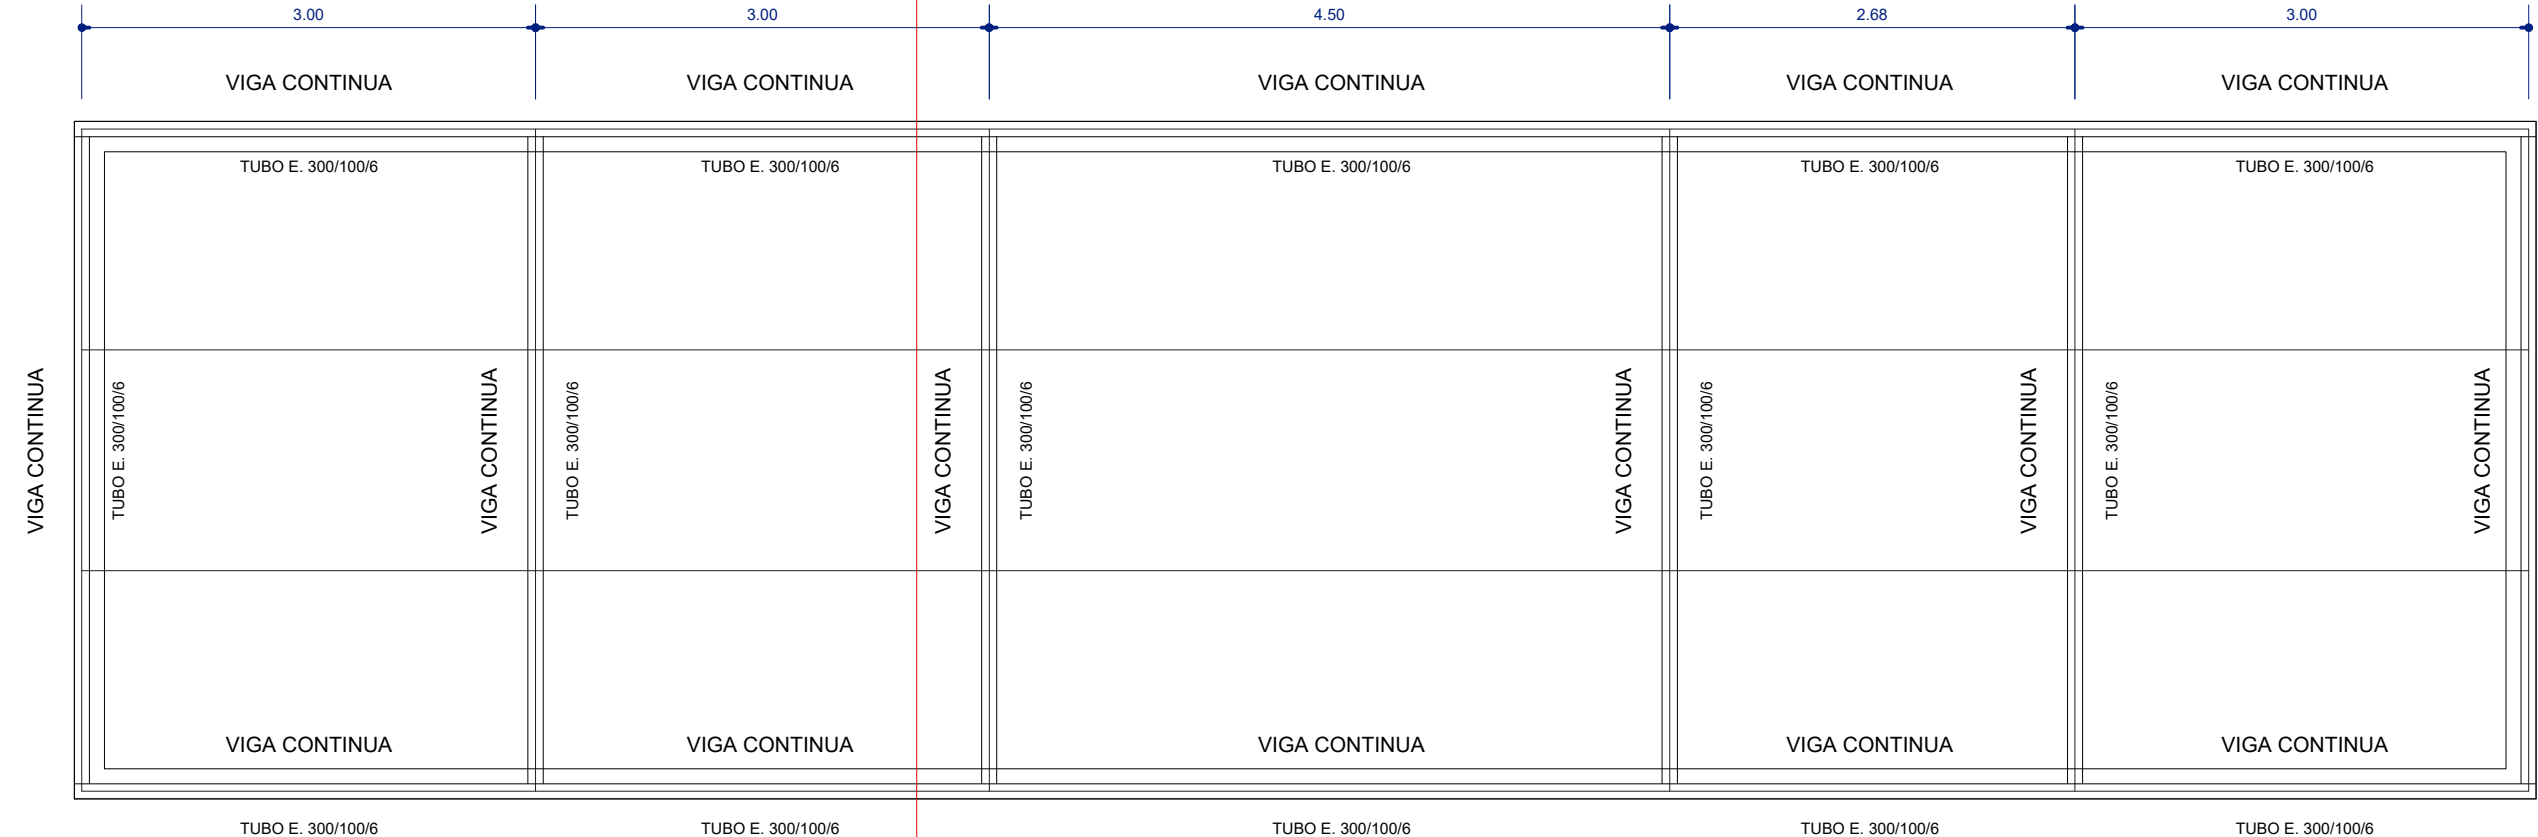 3.00 3.00 4.50 2.68 3.00
VIGA CONTINUA VIGA CONTINUA VIGA CONTINUA VIGA CONTINUA VIGA CONTINUA
TUBO E. 300/100/6 TUBO E. 300/100/6 TUBO E. 300/100/6 TUBO E. 300/100/6 TUBO E. 300/100/6
VIGA CONTINUA
TUBO E. 300/100/6
VIGA CONTINUA
TUBO E. 300/100/6
VIGA CONTINUA
TUBO E. 300/100/6
VIGA CONTINUA
TUBO E. 300/100/6
VIGA CONTINUA
TUBO E. 300/100/6
VIGA CONTINUA
VIGA CONTINUA VIGA CONTINUA VIGA CONTINUA VIGA CONTINUA VIGA CONTINUA
TUBO E. 300/100/6 TUBO E. 300/100/6 TUBO E. 300/100/6 TUBO E. 300/100/6 TUBO E. 300/100/6